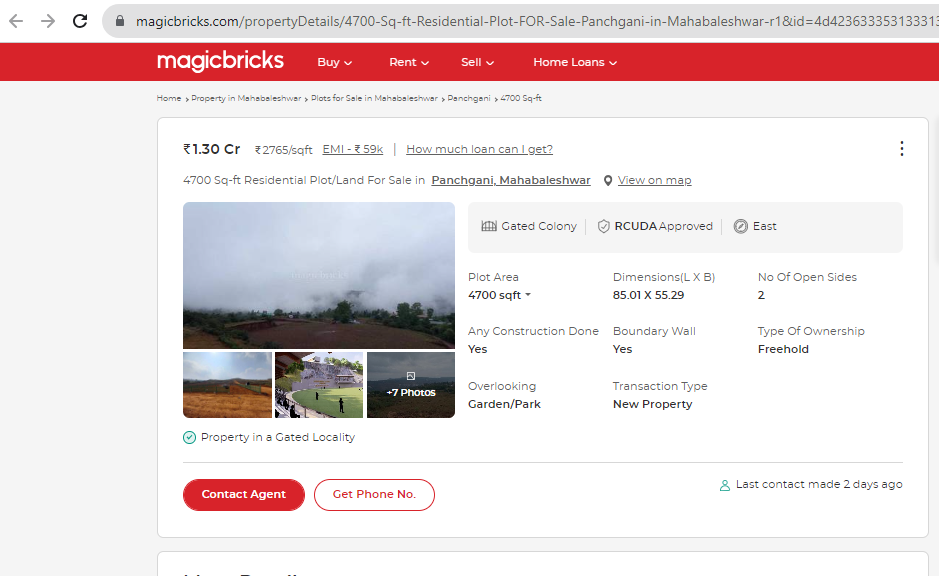 magicbricks.com/propertyDetails/4700-Sq-ft-Residential-Plot-FOR-Sale-Panchgani-in-Mahabaleshwar-r1&id=4d423633353133313
magicbricks Buy Rent Sell Home Loans
Home > Property in Mahabaleshwar > Plots for Sale in Mahabaleshwar > Panchgani > 4700 Sq-ft
₹1.30 Cr ₹2765/sqft EMI - ₹ 59k | How much loan can I get?
4700 Sq-ft Residential Plot/Land For Sale in Panchgani, Mahabaleshwar View on map
Gated Colony RCUDA Approved East
Plot Area Dimensions(L X B) No Of Open Sides
4700 sqft 85.01 X 55.29 2
Any Construction Done Boundary Wall Type Of Ownership
Yes Yes Freehold
Overlooking Transaction Type
Garden/Park New Property
+7 Photos
Property in a Gated Locality
Contact Agent Get Phone No. Last contact made 2 days ago